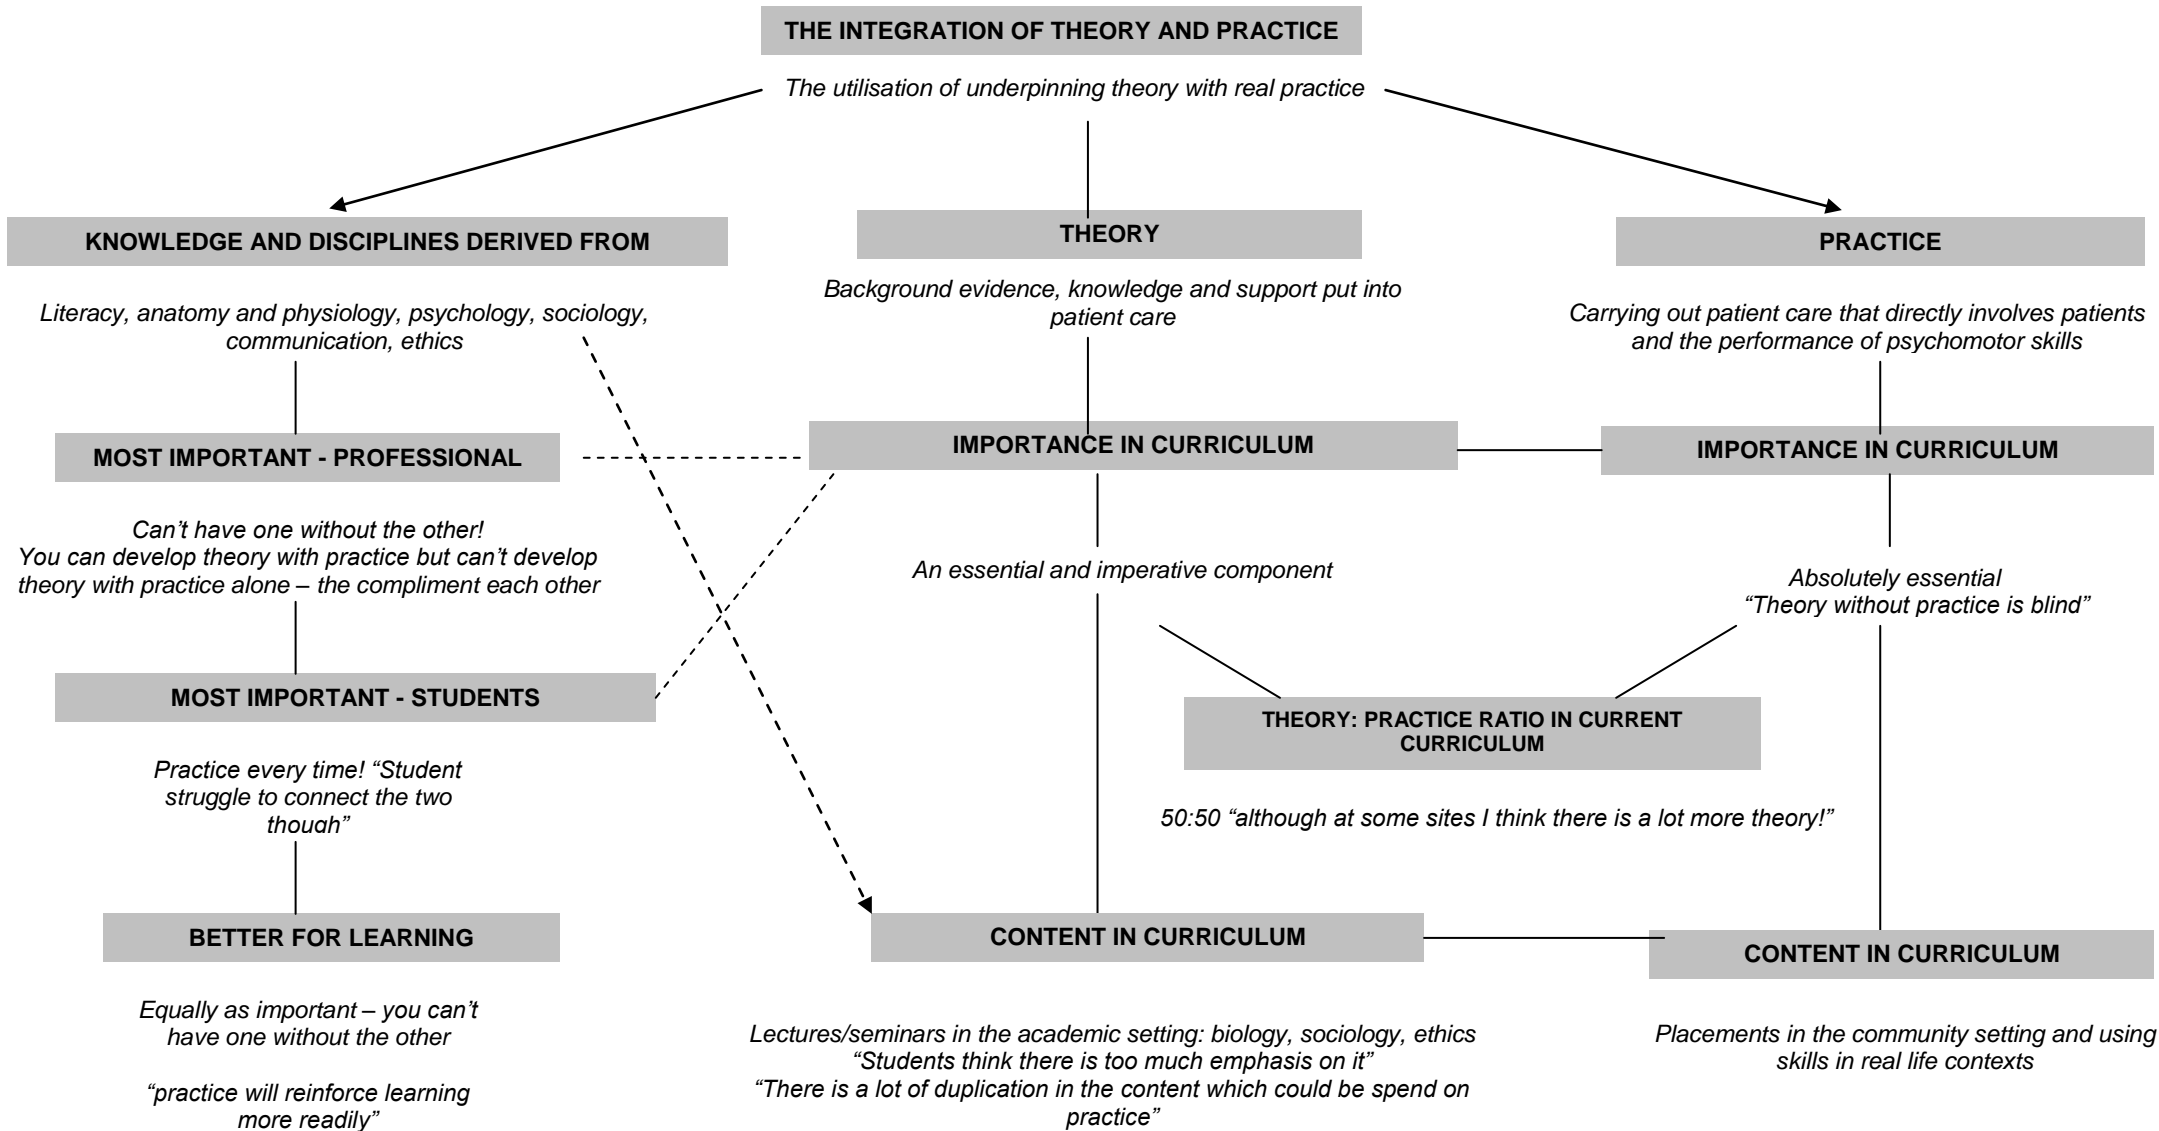 THE INTEGRATION OF THEORY AND PRACTICE
The utilisation of underpinning theory with real practice
KNOWLEDGE AND DISCIPLINES DERIVED FROM
Literacy, anatomy and physiology, psychology, sociology,
communication, ethics
THEORY
Background evidence, knowledge and support put into
patient care
PRACTICE
Carrying out patient care that directly involves patients
and the performance of psychomotor skills
MOST IMPORTANT - PROFESSIONAL
Can’t have one without the other!
You can develop theory with practice but can’t develop
theory with practice alone – the compliment each other
IMPORTANCE IN CURRICULUM
An essential and imperative component
IMPORTANCE IN CURRICULUM
Absolutely essential
“Theory without practice is blind”
MOST IMPORTANT - STUDENTS
Practice every time! “Student
struggle to connect the two
though”
THEORY: PRACTICE RATIO IN CURRENT
CURRICULUM
50:50 “although at some sites I think there is a lot more theory!”
BETTER FOR LEARNING
Equally as important – you can’t
have one without the other
“practice will reinforce learning
more readily”
CONTENT IN CURRICULUM
Lectures/seminars in the academic setting: biology, sociology, ethics
“Students think there is too much emphasis on it”
“There is a lot of duplication in the content which could be spend on
practice”
CONTENT IN CURRICULUM
Placements in the community setting and using
skills in real life contexts